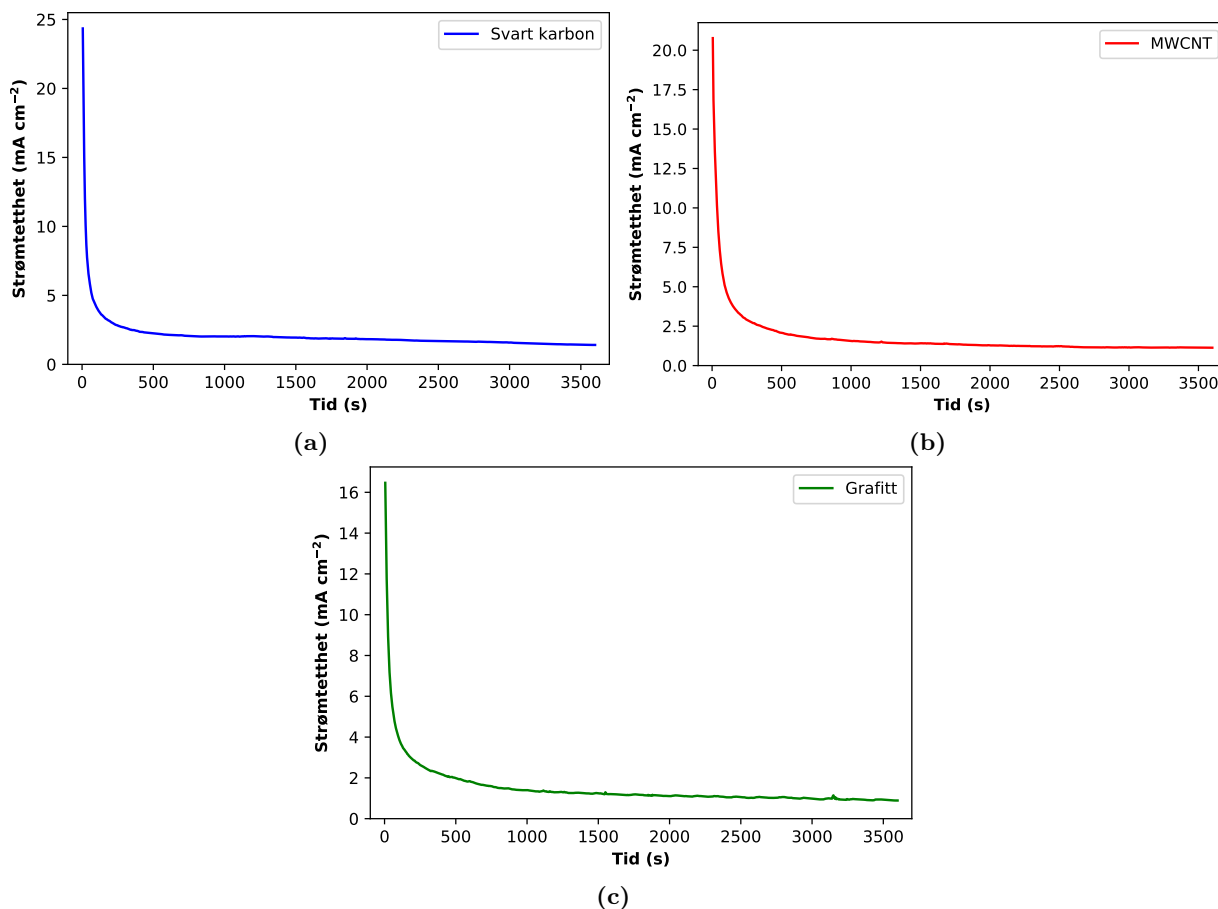 25
20
15
10
5
0
Strømtetthet (mA cm⁻²)
Svart karbon
0 500 1000 1500 2000 2500 3000 3500
Tid (s)
(a)
20.0
17.5
15.0
12.5
10.0
7.5
5.0
2.5
0.0
Strømtetthet (mA cm⁻²)
MWCNT
0 500 1000 1500 2000 2500 3000 3500
Tid (s)
(b)
16
14
12
10
8
6
4
2
0
Strømtetthet (mA cm⁻²)
Grafitt
0 500 1000 1500 2000 2500 3000 3500
Tid (s)
(c)